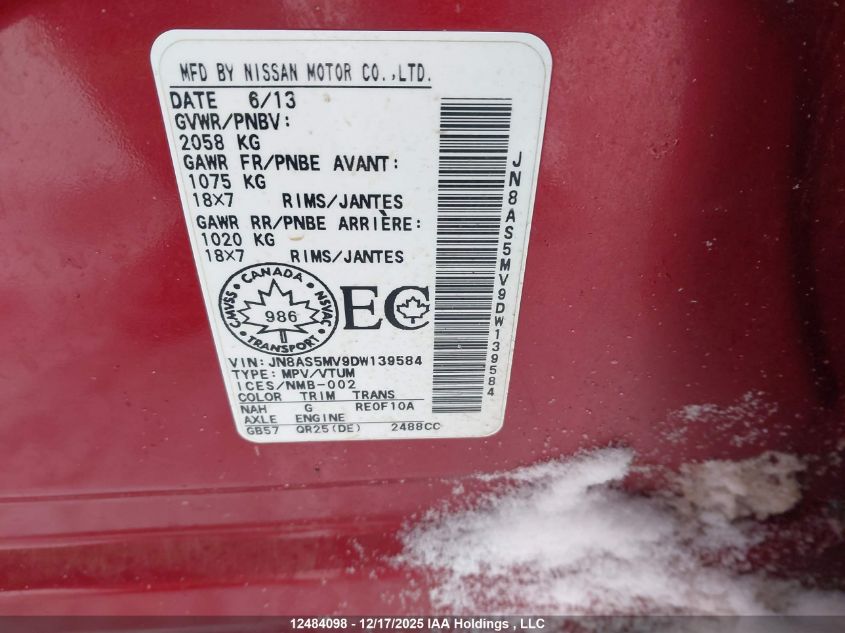 MFD BY NISSAN MOTOR CO.,LTD.
DATE 6/13
GVWR/PNBV:
2058 KG
GAWR FR/PNBE AVANT:
1075 KG
18X7 RIMS/JANTES
GAWR RR/PNBE ARRIÈRE:
1020 KG
18X7 RIMS/JANTES
CANADA
CMVSS 986 NSVAC
TRANSPORT
EC
VIN: JN8AS5MV9DW139584
TYPE: MPV/VTUM
ICES/NMB-002
COLOR TRIM TRANS
NAH G RE0F10A
AXLE ENGINE
GB57 QR25(DE) 2488CC
JN8AS5MV9DW139584
12484098 - 12/17/2025 IAA Holdings , LLC